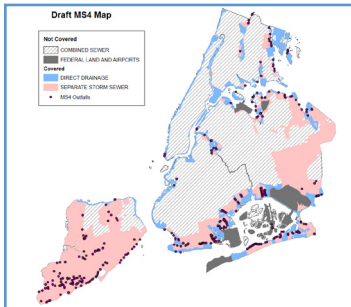 Draft MS4 Map
Not Covered
COMBINED SEWER
FEDERAL LAND AND AIRPORTS
Covered
DIRECT DRAINAGE
SEPARATE STORM SEWER
MS4 Outfalls